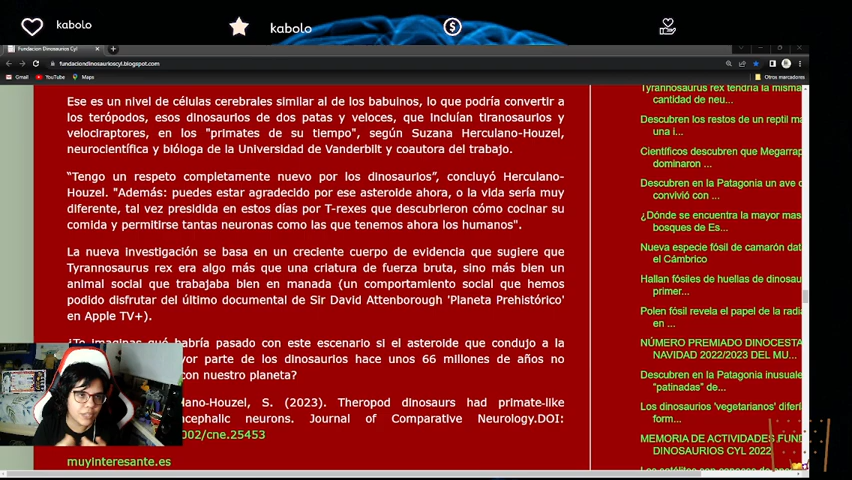 kabolo
kabolo
Fundacion Dinosaurios Cyl
fundaciondinosaurioscyl.blogspot.com
Gmail
YouTube
Maps
Otros marcadores
Ese es un nivel de células cerebrales similar al de los babuinos, lo que podría convertir a
los terópodos, esos dinosaurios de dos patas y veloces, que incluían tiranosaurios y
velociraptores, en los "primates de su tiempo", según Suzana Herculano-Houzel,
neurocientífica y bióloga de la Universidad de Vanderbilt y coautora del trabajo.
"Tengo un respeto completamente nuevo por los dinosaurios", concluyó Herculano-
Houzel. "Además: puedes estar agradecido por ese asteroide ahora, o la vida sería muy
diferente, tal vez presidida en estos días por T-rexes que descubrieron cómo cocinar su
comida y permitirse tantas neuronas como las que tenemos ahora los humanos".
La nueva investigación se basa en un creciente cuerpo de evidencia que sugiere que
Tyrannosaurus rex era algo más que una criatura de fuerza bruta, sino más bien un
animal social que trabajaba bien en manada (un comportamiento social que hemos
podido disfrutar del último documental de Sir David Attenborough 'Planeta Prehistórico'
en Apple TV+).
¿Te imaginas qué habría pasado con este escenario si el asteroide que condujo a la
parte de los dinosaurios hace unos 66 millones de años no
con nuestro planeta?
lano-Houzel, S. (2023). Theropod dinosaurs had primate-like
encephalic neurons. Journal of Comparative Neurology.DOI:
002/cne.25453
muyinteresante.es
Tyrannosaurus rex tendría la misma
cantidad de neu...
Descubren los restos de un reptil ma
una i...
Científicos descubren que Megarrap
dominaron ...
Descubren en la Patagonia un ave q
convivió con ...
¿Dónde se encuentra la mayor mas
bosques de Es...
Nueva especie fósil de camarón dat
el Cámbrico
Hallan fósiles de huellas de dinosau
primer...
Polen fósil revela el papel de la radia
en ...
NÚMERO PREMIADO DINOCESTA
NAVIDAD 2022/2023 DEL MU...
Descubren en la Patagonia inusuale
"patinadas" de...
Los dinosaurios 'vegetarianos' diferí
form...
MEMORIA DE ACTIVIDADES FUND
DINOSAURIOS CYL 2022